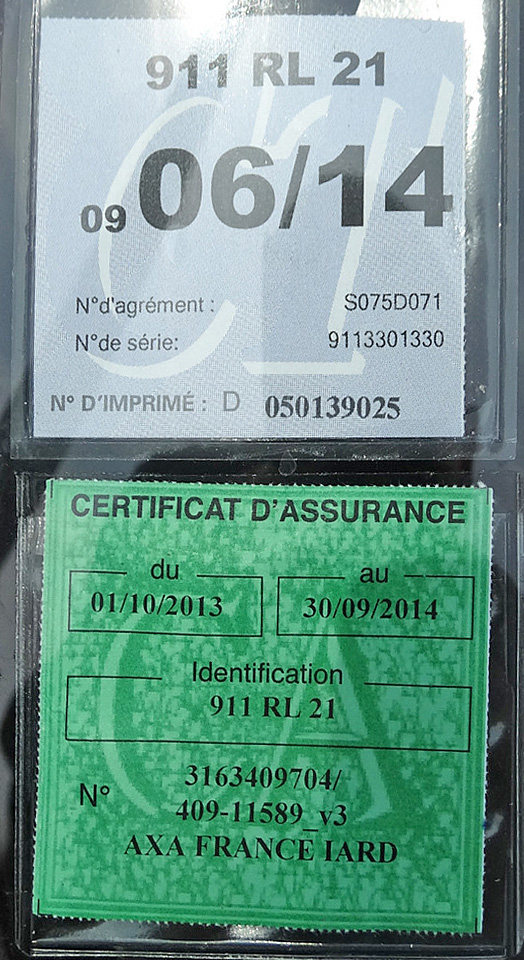 911 RL 21
09 06/14
N°d'agrément : S075D071
N°de série: 9113301330
N° D'IMPRIMÉ : D 050139025
CERTIFICAT D'ASSURANCE
du au
01/10/2013 30/09/2014
Identification
911 RL 21
3163409704/
N° 409-11589_v3
AXA FRANCE IARD